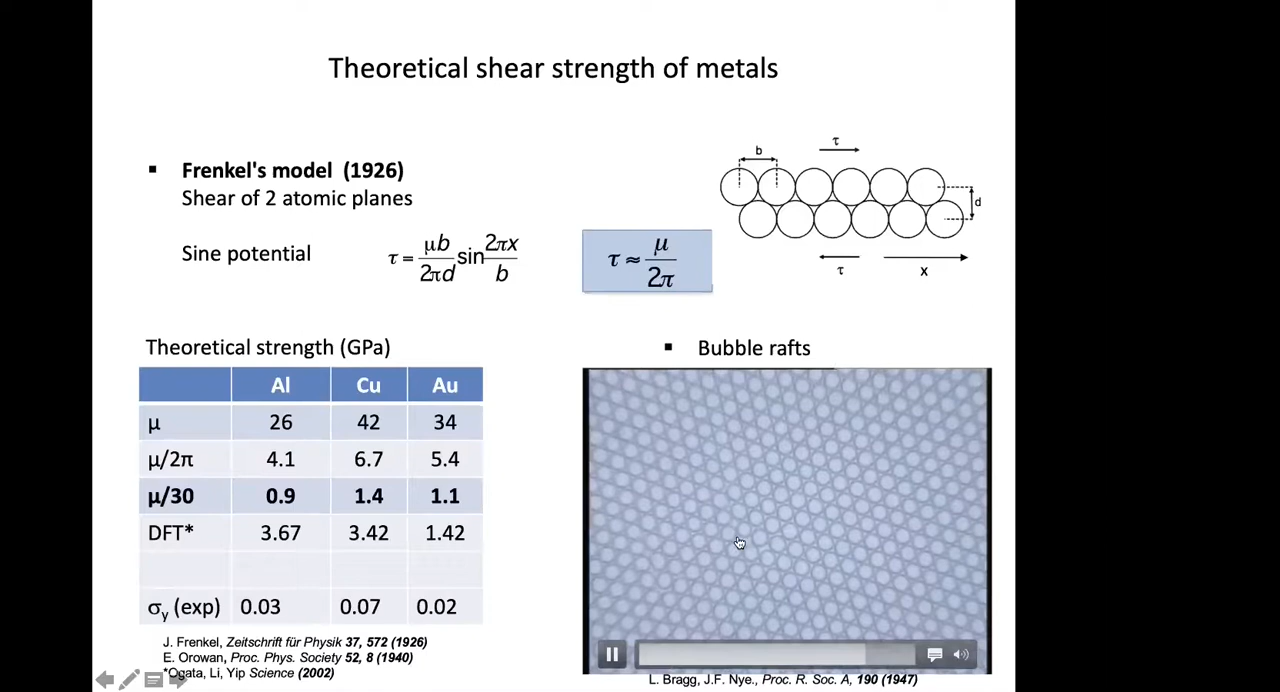 Theoretical shear strength of metals
▪ Frenkel's model (1926)
Shear of 2 atomic planes
Sine potential
τ = μb/2πd sin 2πx/b
τ ≈ μ/2π
b
τ
d
τ
x
Theoretical strength (GPa)
Al Cu Au
μ 26 42 34
μ/2π 4.1 6.7 5.4
μ/30 0.9 1.4 1.1
DFT* 3.67 3.42 1.42
σy (exp) 0.03 0.07 0.02
J. Frenkel, Zeitschrift für Physik 37, 572 (1926)
E. Orowan, Proc. Phys. Society 52, 8 (1940)
*Ogata, Li, Yip Science (2002)
▪ Bubble rafts
L. Bragg, J.F. Nye., Proc. R. Soc. A, 190 (1947)